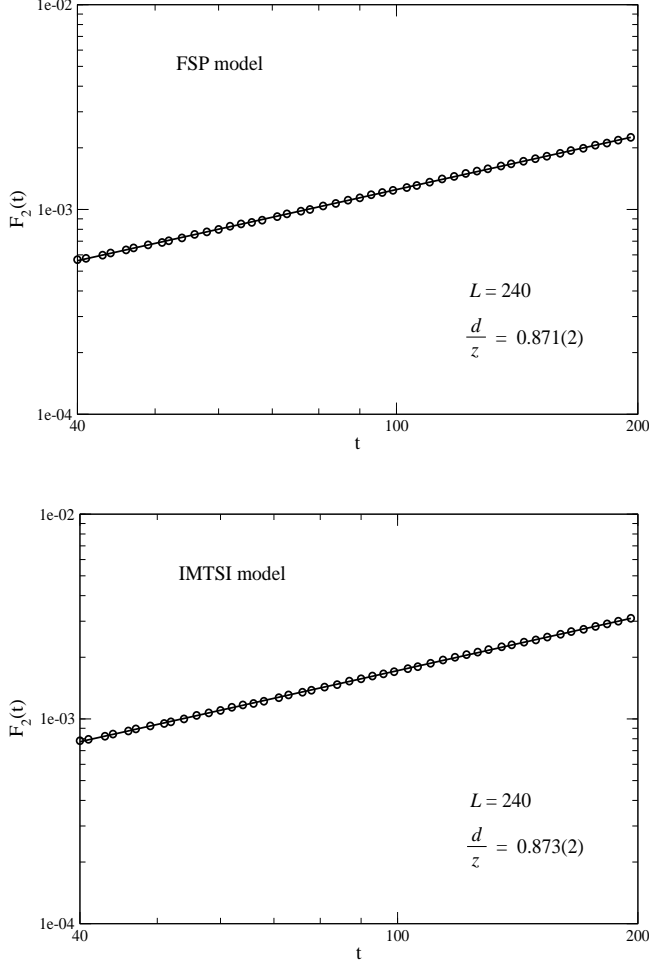 1e-02
FSP model
F2(t)
1e-03
L = 240
d
z
= 0.871(2)
1e-04
40
100
200
t
1e-02
IMTSI model
F2(t)
1e-03
L = 240
d
z
= 0.873(2)
1e-04
40
100
200
t